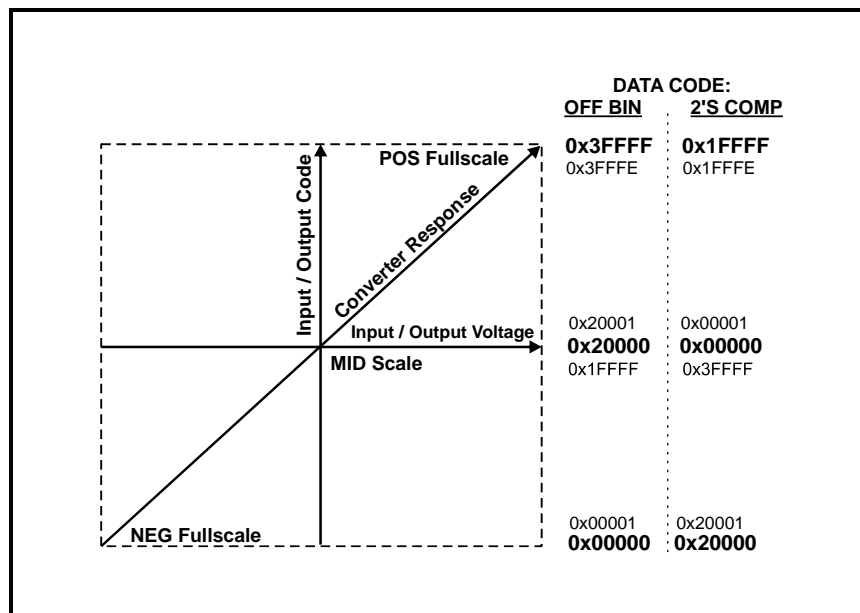 DATA CODE:
OFF BIN 2'S COMP
0x3FFFF 0x1FFFF
POS Fullscale
0x3FFFE 0x1FFFE
Input / Output Code
Converter Response
0x20001 0x00001
Input / Output Voltage
0x20000 0x00000
MID Scale
0x1FFFF 0x3FFFF
0x00001 0x20001
NEG Fullscale
0x00000 0x20000